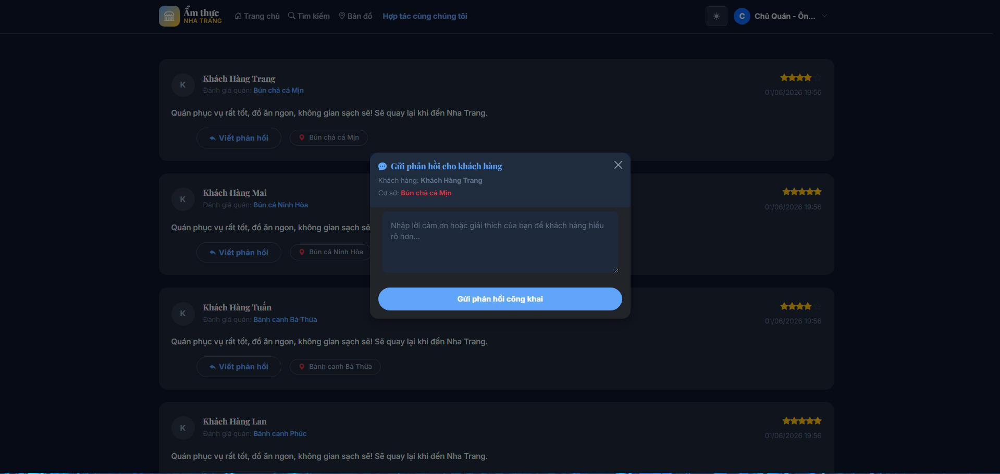 Ẩm thực
NHA TRANG
Trang chủ
Tìm kiếm
Bản đồ
Hợp tác cùng chúng tôi
C
Chủ Quán - Ôn...
K
Khách Hàng Trang
Đánh giá quán: Bún chả cá Mịn
01/06/2026 19:56
Quán phục vụ rất tốt, đồ ăn ngon, không gian sạch sẽ! Sẽ quay lại khi đến Nha Trang.
Viết phản hồi
Bún chả cá Mịn
Gửi phản hồi cho khách hàng
Khách hàng: Khách Hàng Trang
Cơ sở: Bún chả cá Mịn
Nhập lời cảm ơn hoặc giải thích của bạn để khách hàng hiểu
rõ hơn...
Gửi phản hồi công khai
K
Khách Hàng Mai
Đánh giá quán: Bún cá Ninh Hòa
01/06/2026 19:56
Quán phục vụ rất tốt, đồ ăn ngon, không gian sạch sẽ
Viết phản hồi
Bún cá Ninh Hòa
K
Khách Hàng Tuấn
Đánh giá quán: Bánh canh Bà Thừa
01/06/2026 19:56
Quán phục vụ rất tốt, đồ ăn ngon, không gian sạch sẽ! Sẽ quay lại khi đến Nha Trang.
Viết phản hồi
Bánh canh Bà Thừa
K
Khách Hàng Lan
Đánh giá quán: Bánh canh Phúc
01/06/2026 19:56
Quán phục vụ rất tốt, đồ ăn ngon, không gian sạch sẽ! Sẽ quay lại khi đến Nha Trang.